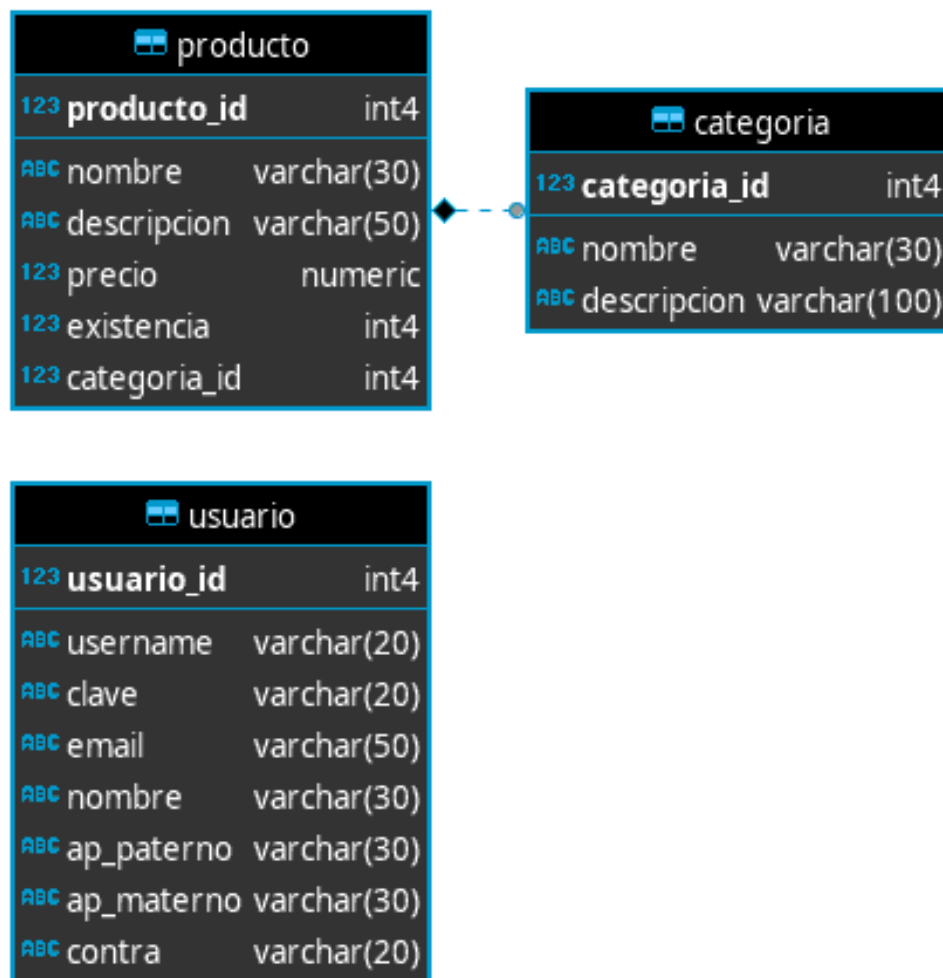 producto
123 producto_id int4
ABC nombre varchar(30)
ABC descripcion varchar(50)
123 precio numeric
123 existencia int4
123 categoria_id int4
categoria
123 categoria_id int4
ABC nombre varchar(30)
ABC descripcion varchar(100)
usuario
123 usuario_id int4
ABC username varchar(20)
ABC clave varchar(20)
ABC email varchar(50)
ABC nombre varchar(30)
ABC ap_paterno varchar(30)
ABC ap_materno varchar(30)
ABC contra varchar(20)